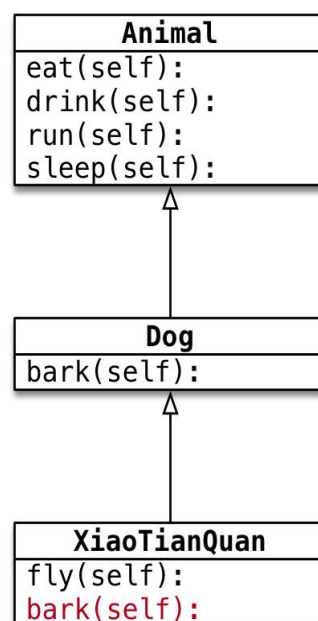 Animal
eat(self):
drink(self):
run(self):
sleep(self):
Dog
bark(self):
XiaoTianQuan
fly(self):
bark(self):